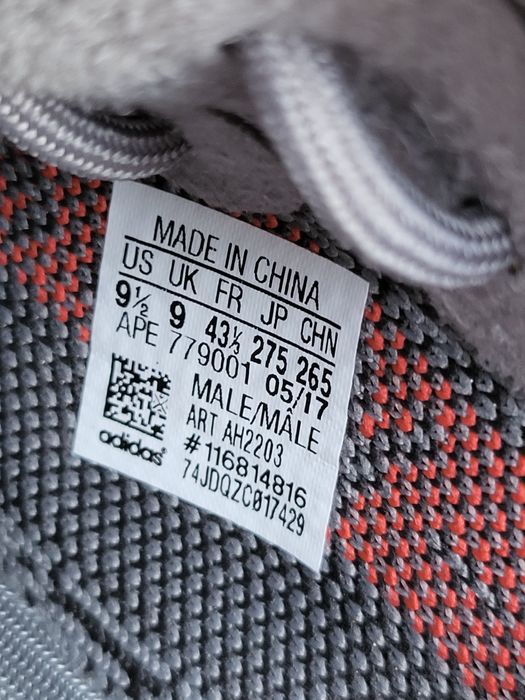 MADE IN CHINA
US UK FR JP CHN
9½ 9 43⅓ 275 265
APE 779001 05/17
MALE/MÂLE
ART AH2203
#116814816
74JDQZC017429
adidas®